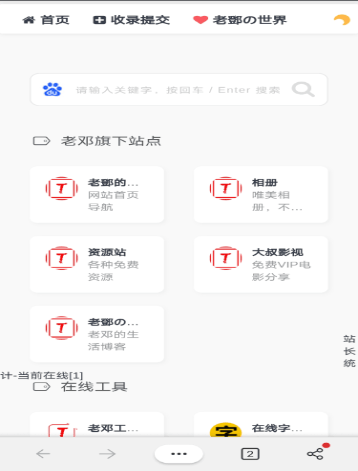 首页 收录提交 老鄧の世界
请输入关键字，按回车 / Enter 搜索
老邓旗下站点
老鄧的...
网站首页
导航
相册
唯美相
册，不...
资源站
各种免费
资源
大叔影视
免费VIP电
影分享
老鄧の...
老邓的生
活博客
站
长
统
计-当前在线[1]
在线工具
老邓工...
字
在线字...
2